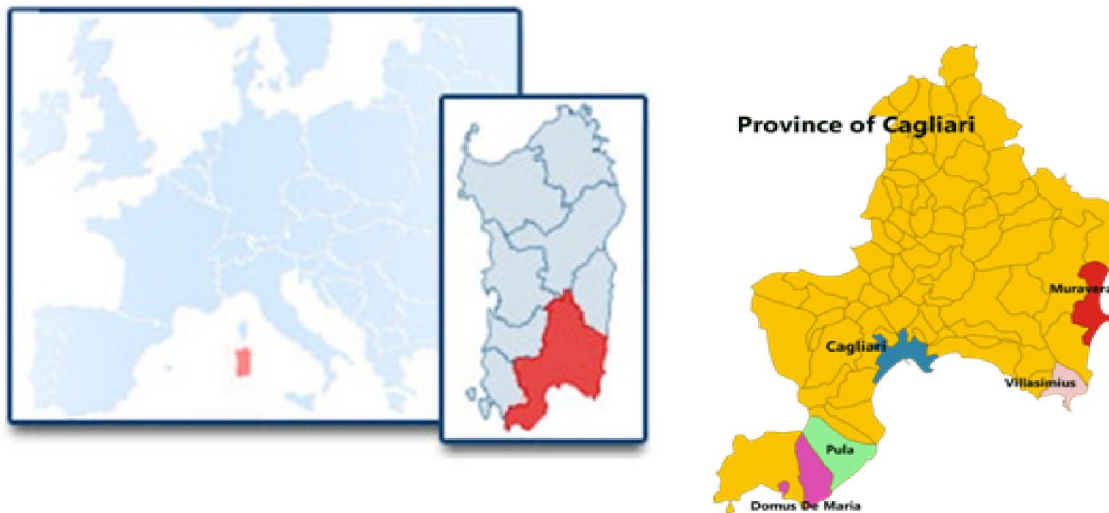 Province of Cagliari
Muravera
Cagliari
Villasimius
Pula
Domus De Maria